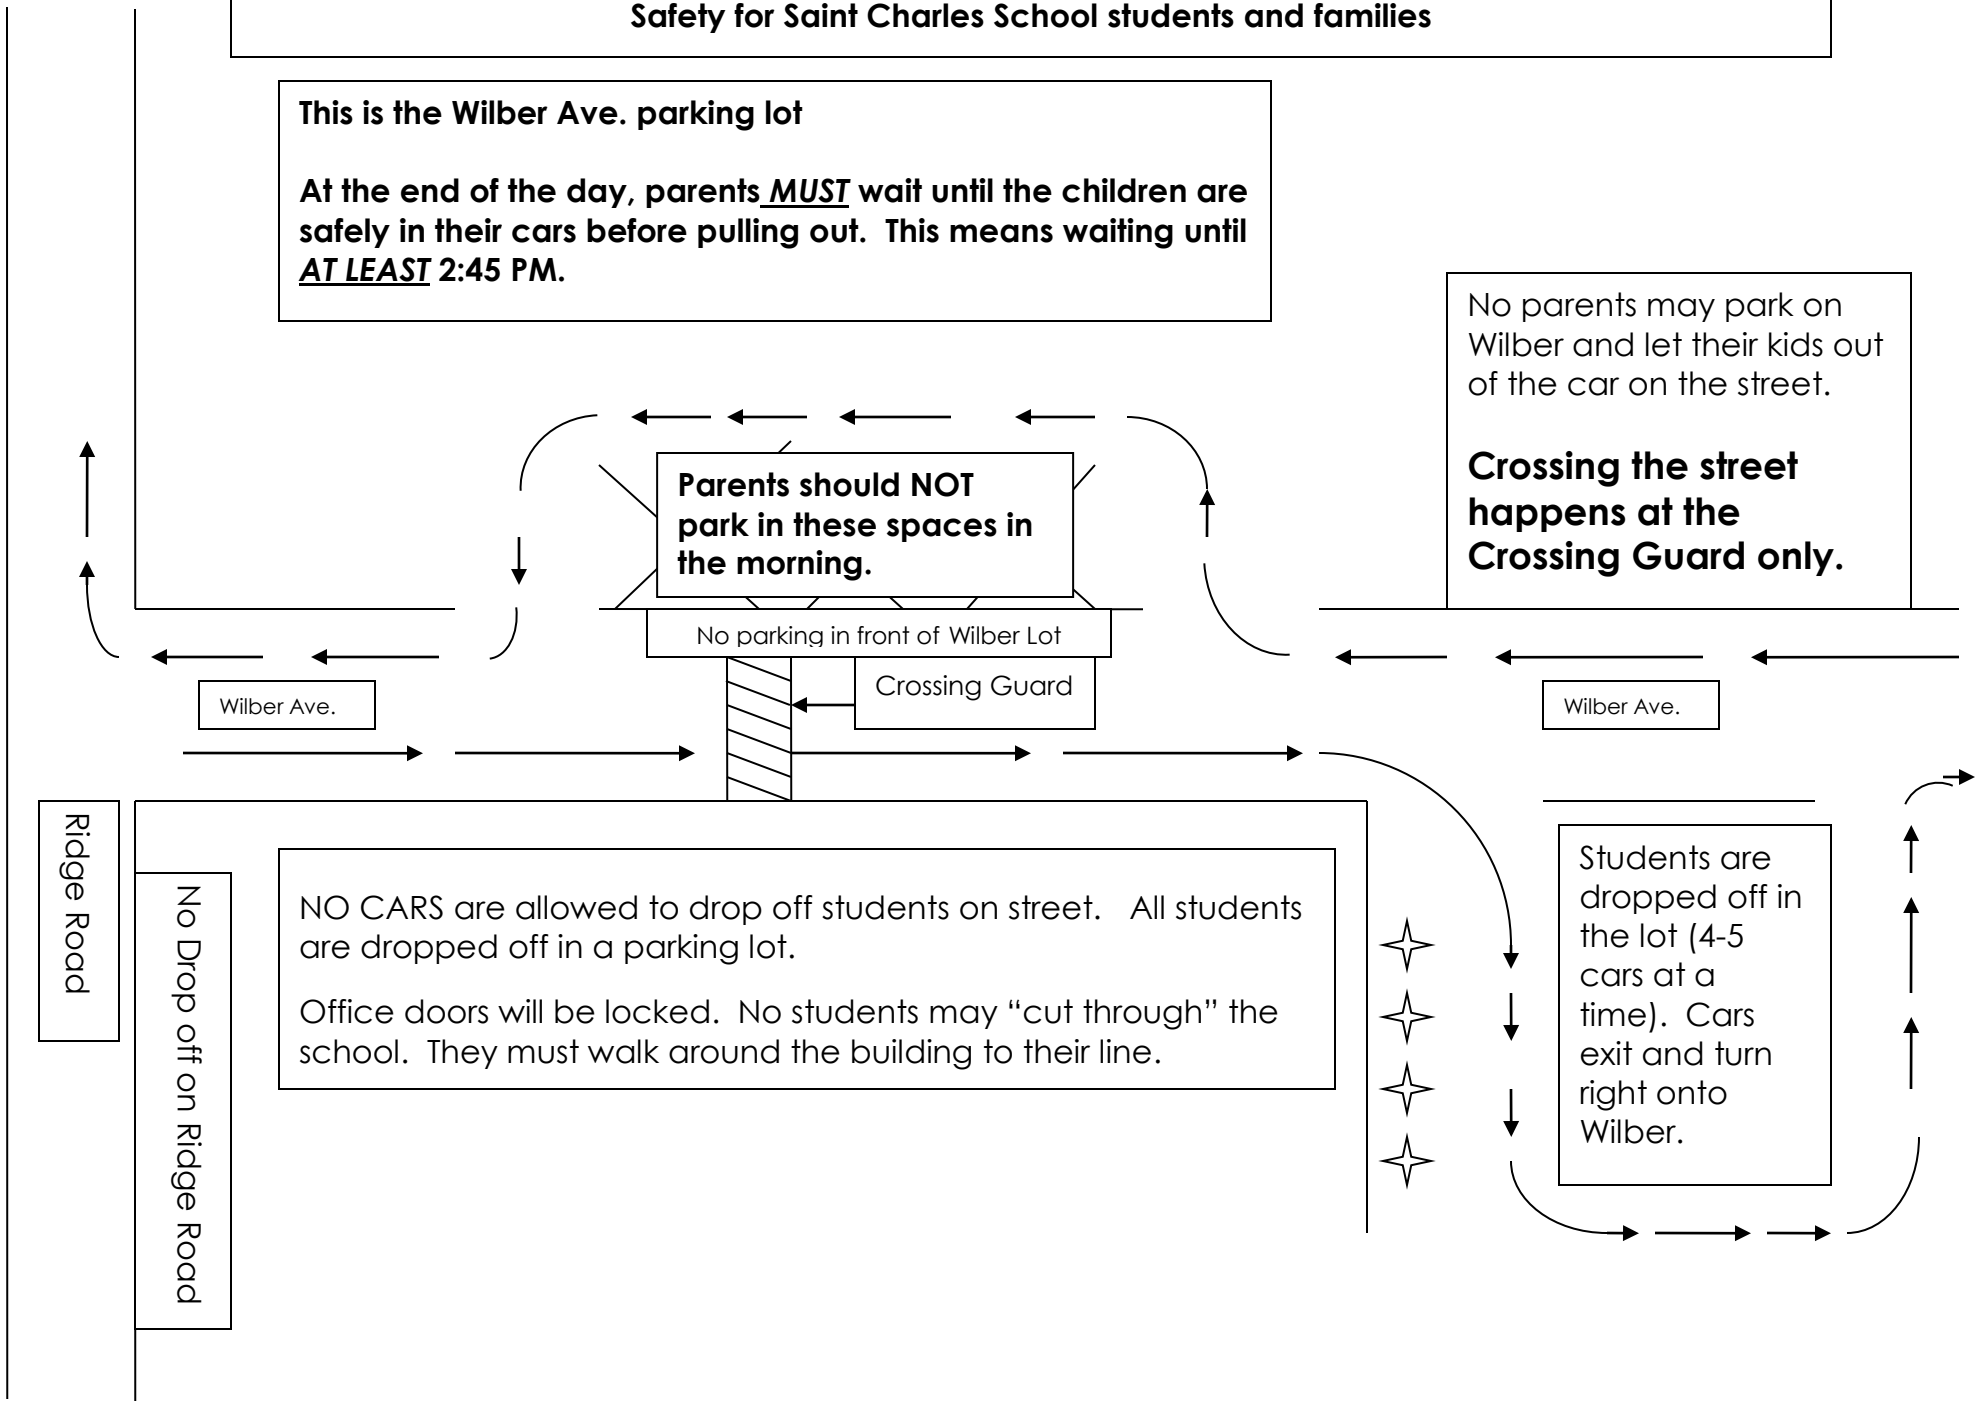 Safety for Saint Charles School students and families
This is the Wilber Ave. parking lot
At the end of the day, parents MUST wait until the children are
safely in their cars before pulling out.  This means waiting until
AT LEAST 2:45 PM.
No parents may park on
Wilber and let their kids out
of the car on the street.
Crossing the street
happens at the
Crossing Guard only.
Parents should NOT
park in these spaces in
the morning.
No parking in front of Wilber Lot
Crossing Guard
Wilber Ave.
Wilber Ave.
Ridge Road
No Drop off on Ridge Road
NO CARS are allowed to drop off students on street.   All students
are dropped off in a parking lot.
Office doors will be locked.  No students may “cut through” the
school.  They must walk around the building to their line.
Students are
dropped off in
the lot (4-5
cars at a
time).  Cars
exit and turn
right onto
Wilber.